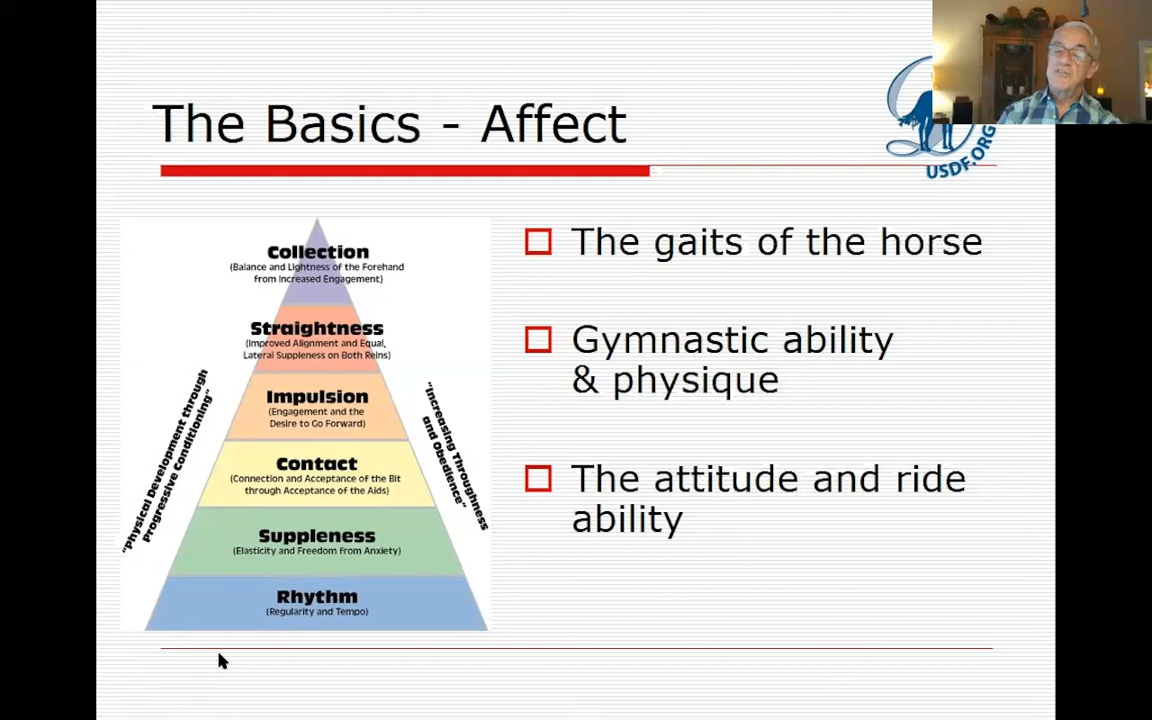 The Basics - Affect
USDF.ORG
Collection
(Balance and Lightness of the Forehand
from Increased Engagement)
Straightness
(Improved Alignment and Equal,
Lateral Suppleness on Both Reins)
Impulsion
(Engagement and the
Desire to Go Forward)
Contact
(Connection and Acceptance of the Bit
through Acceptance of the Aids)
Suppleness
(Elasticity and Freedom from Anxiety)
Rhythm
(Regularity and Tempo)
"Physical Development through
Progressive Conditioning"
"Increasing Throughness
and Obedience"
The gaits of the horse
Gymnastic ability
& physique
The attitude and ride
ability